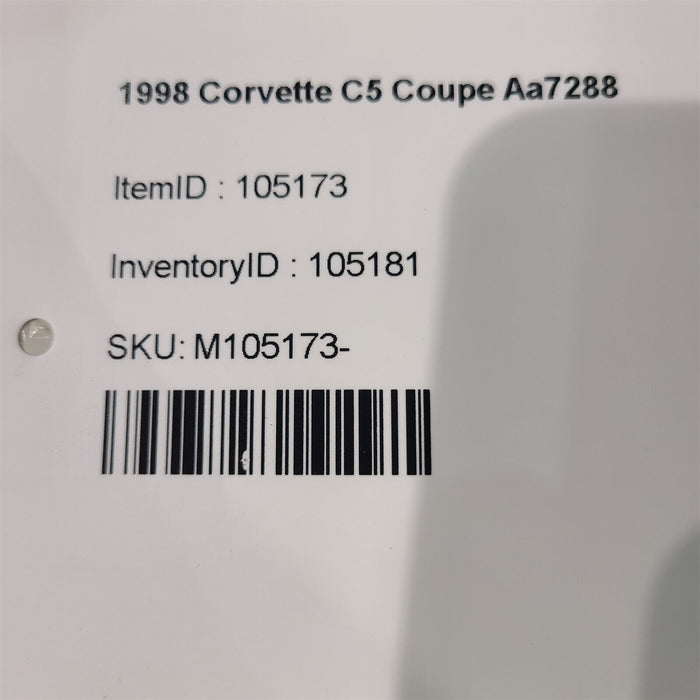 1998 Corvette C5 Coupe Aa7288
ItemID : 105173
InventoryID : 105181
SKU: M105173-